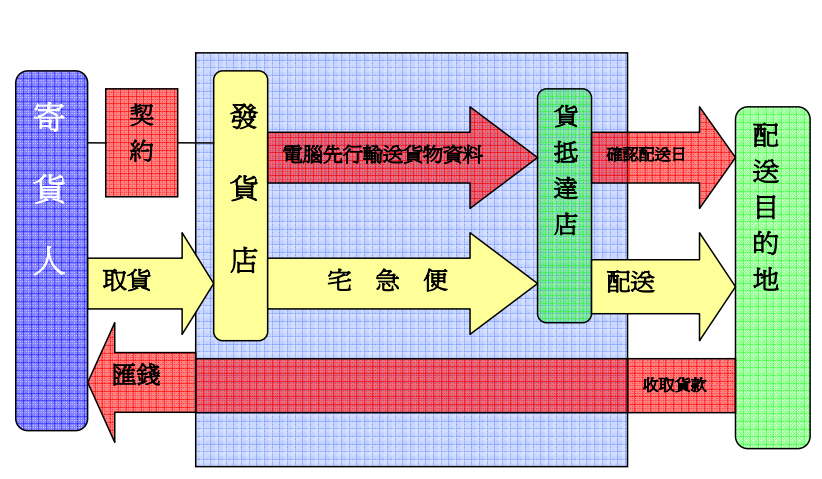 寄貨人
契約
發貨店
電腦先行輸送貨物資料
貨抵達店
確認配送日
配送目的地
取貨
宅 急 便
配送
匯錢
收取貨款